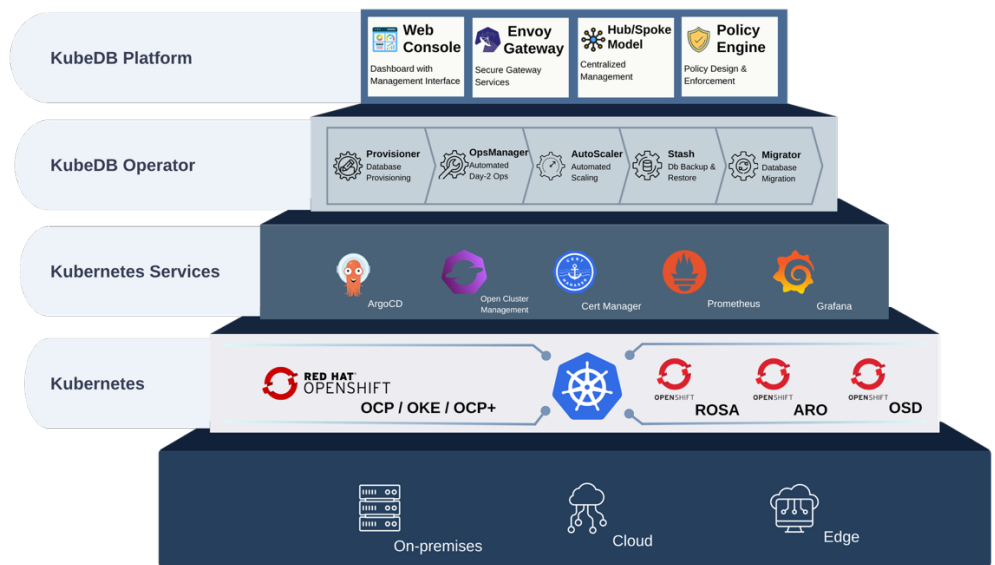 KubeDB Platform
Web
Console
Dashboard with
Management Interface
Envoy
Gateway
Secure Gateway
Services
Hub/Spoke
Model
Centralized
Management
Policy
Engine
Policy Design &
Enforcement
KubeDB Operator
Provisioner
Database
Provisioning
OpsManager
Automated
Day-2 Ops
AutoScaler
Automated
Scaling
Stash
Db Backup &
Restore
Migrator
Database
Migration
Kubernetes Services
ArgoCD
Open Cluster
Management
CERT
MANAGER
Cert Manager
Prometheus
Grafana
Kubernetes
RED HAT
OPENSHIFT
OCP / OKE / OCP+
OPENSHIFT
ROSA
OPENSHIFT
ARO
OPENSHIFT
OSD
On-premises
Cloud
Edge